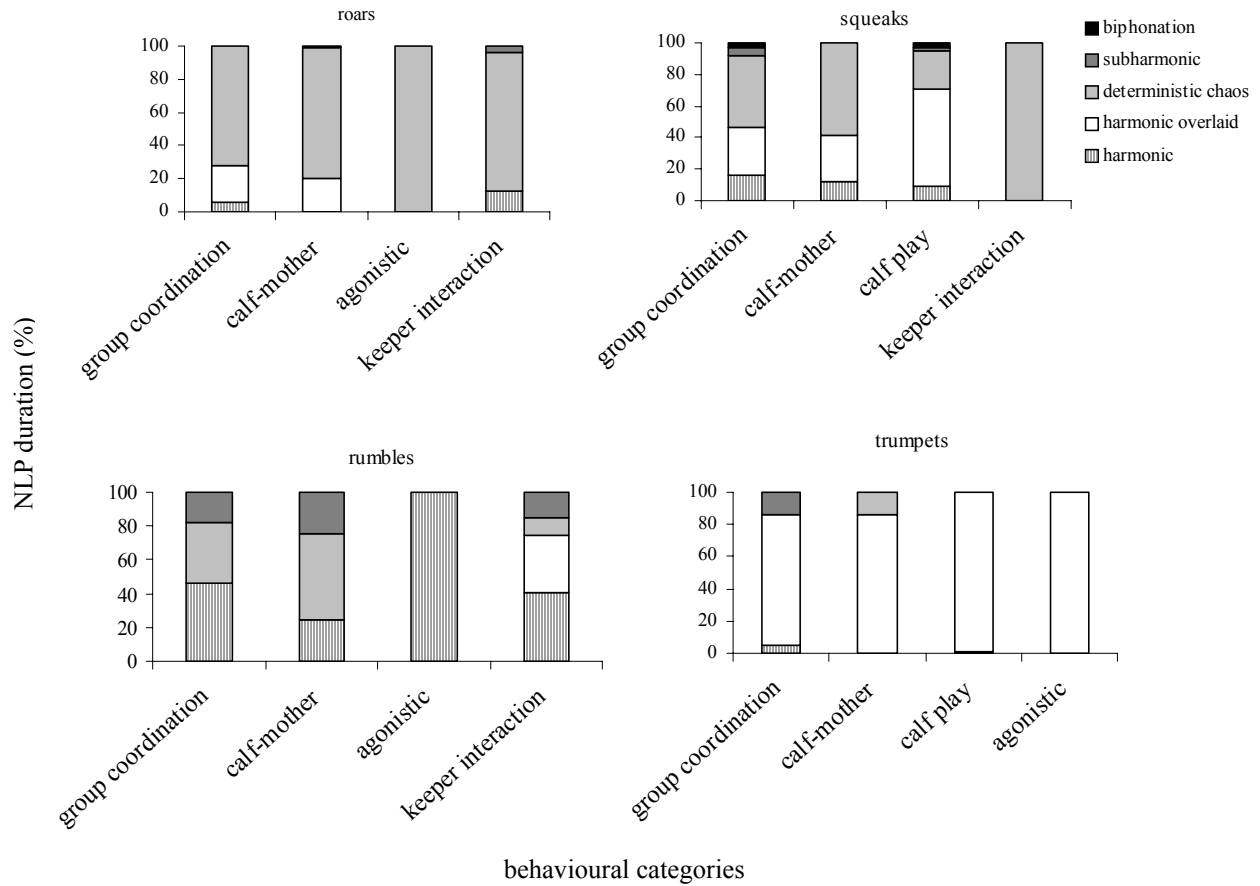 roars
100
80
60
40
20
0
group coordination
calf-mother
agonistic
keeper interaction
squeaks
100
80
60
40
20
0
group coordination
calf-mother
calf play
keeper interaction
biphonation
subharmonic
deterministic chaos
harmonic overlaid
harmonic
NLP duration (%)
rumbles
100
80
60
40
20
0
group coordination
calf-mother
agonistic
keeper interaction
trumpets
100
80
60
40
20
0
group coordination
calf-mother
calf play
agonistic
behavioural categories